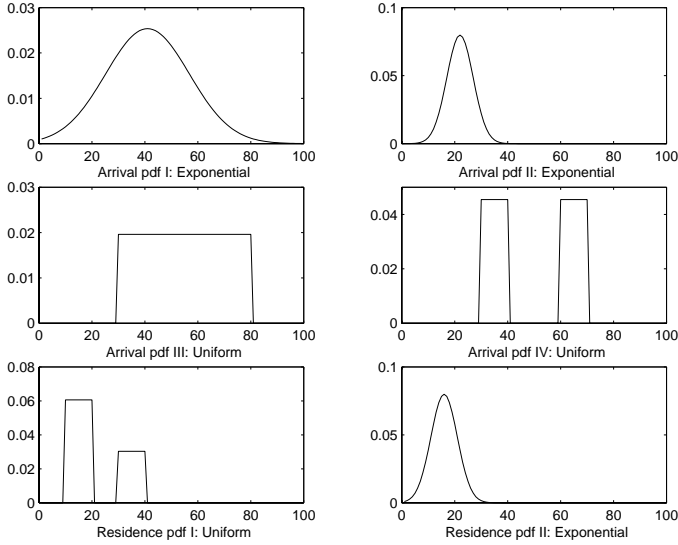 0.03
0.02
0.01
0
0 20 40 60 80 100
Arrival pdf I: Exponential
0.1
0.05
0
0 20 40 60 80 100
Arrival pdf II: Exponential
0.03
0.02
0.01
0
0 20 40 60 80 100
Arrival pdf III: Uniform
0.04
0.02
0
0 20 40 60 80 100
Arrival pdf IV: Uniform
0.08
0.06
0.04
0.02
0
0 20 40 60 80 100
Residence pdf I: Uniform
0.1
0.05
0
0 20 40 60 80 100
Residence pdf II: Exponential